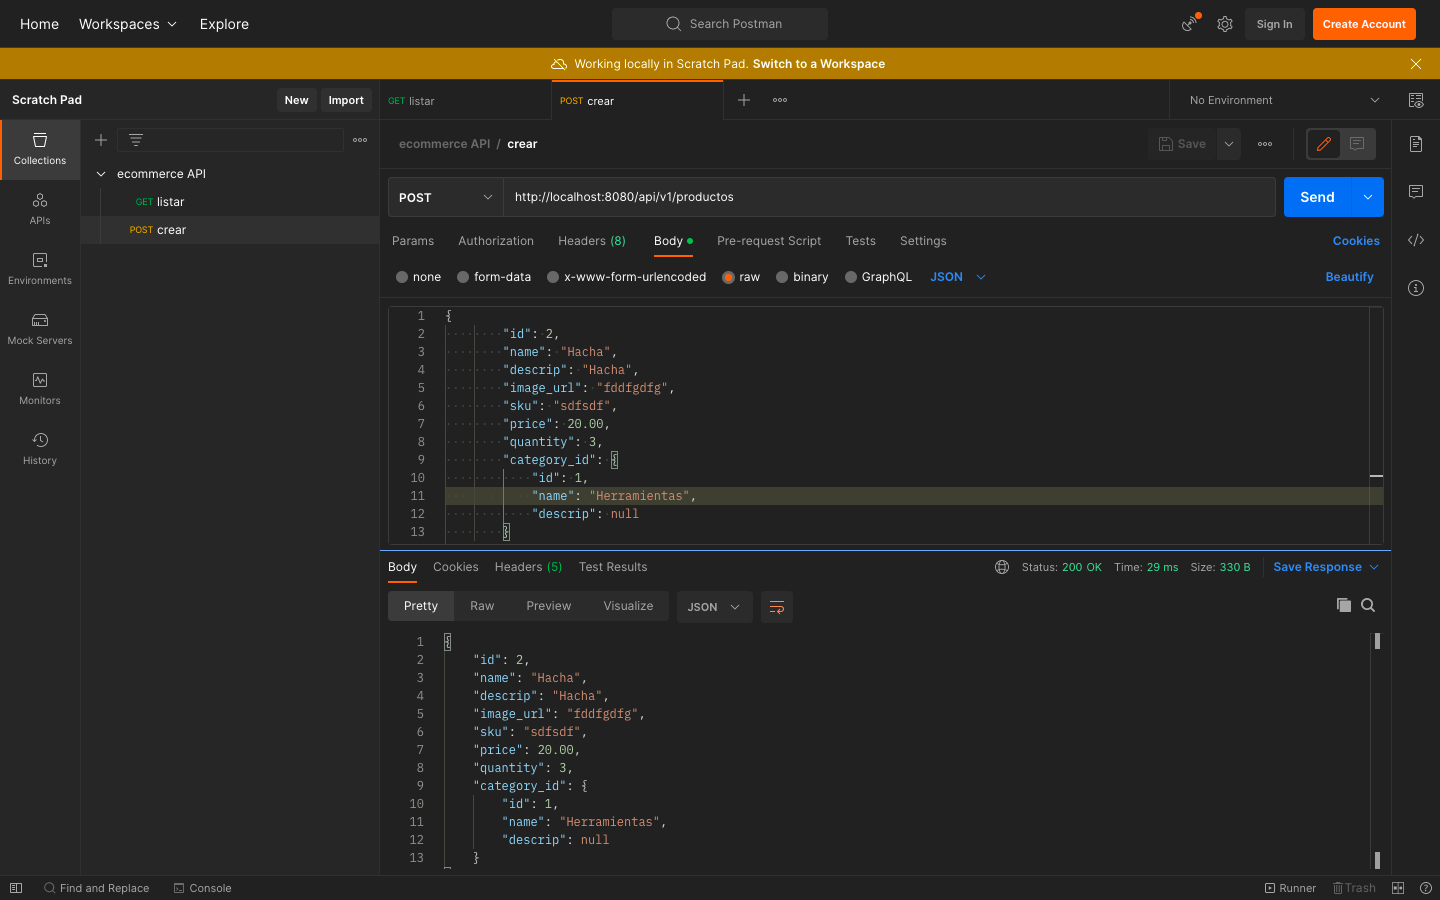 Home Workspaces Explore Search Postman Sign In Create Account
Working locally in Scratch Pad. Switch to a Workspace
Scratch Pad New Import GET listar POST crear No Environment
Collections
APIs
Environments
Mock Servers
Monitors
History
ecommerce API
GET listar
POST crear
ecommerce API / crear Save
POST http://localhost:8080/api/v1/productos Send
Params Authorization Headers (8) Body Pre-request Script Tests Settings Cookies
none form-data x-www-form-urlencoded raw binary GraphQL JSON Beautify
1 {
2 "id": 2,
3 "name": "Hacha",
4 "descrip": "Hacha",
5 "image_url": "fddfgdfg",
6 "sku": "sdfsdf",
7 "price": 20.00,
8 "quantity": 3,
9 "category_id": {
10 "id": 1,
11 "name": "Herramientas",
12 "descrip": null
13 }
Body Cookies Headers (5) Test Results Status: 200 OK Time: 29 ms Size: 330 B Save Response
Pretty Raw Preview Visualize JSON
1 {
2 "id": 2,
3 "name": "Hacha",
4 "descrip": "Hacha",
5 "image_url": "fddfgdfg",
6 "sku": "sdfsdf",
7 "price": 20.00,
8 "quantity": 3,
9 "category_id": {
10 "id": 1,
11 "name": "Herramientas",
12 "descrip": null
13 }
Find and Replace Console Runner Trash